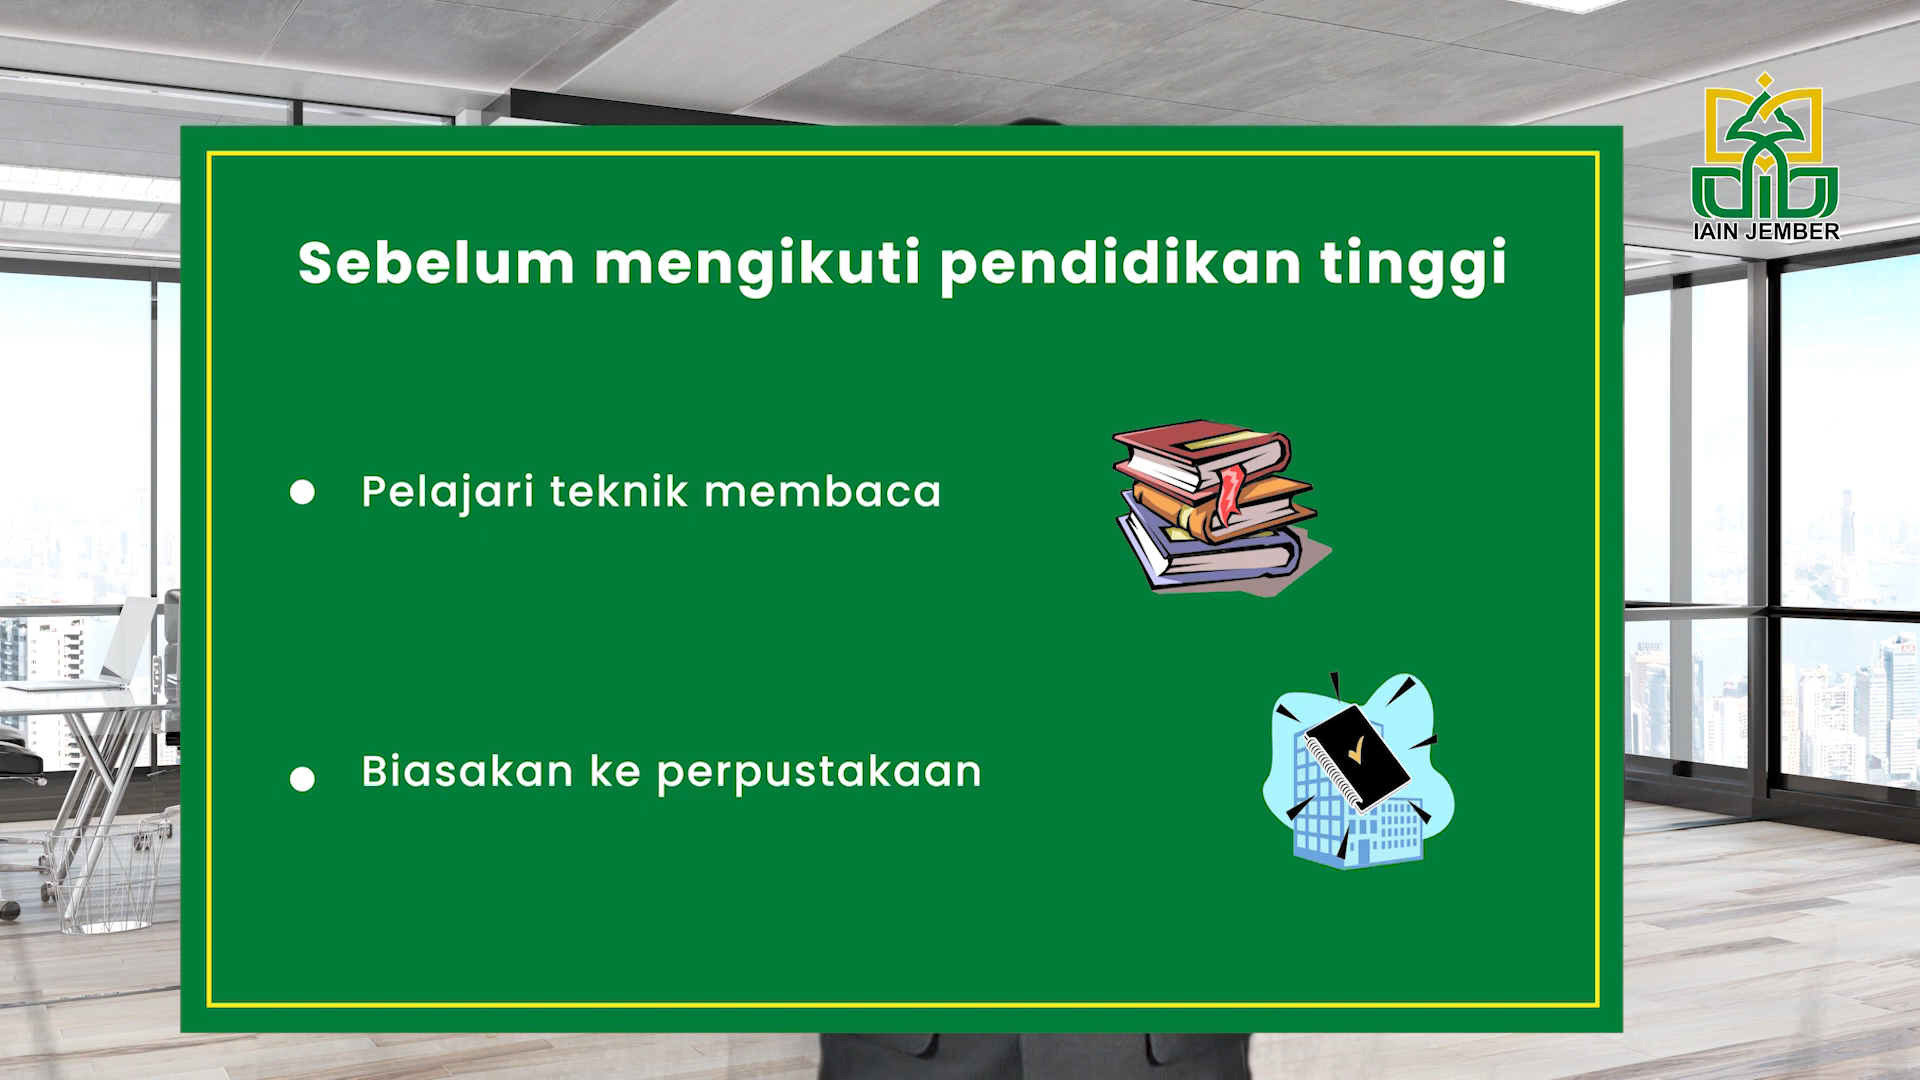 IAIN JEMBER
Sebelum mengikuti pendidikan tinggi
Pelajari teknik membaca
Biasakan ke perpustakaan